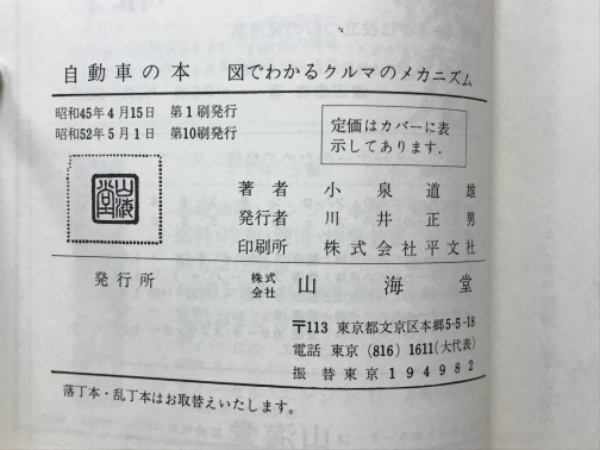 自動車の本　図でわかるクルマのメカニズム
昭和45年4月15日　第1刷発行
昭和52年5月1日　第10刷発行
定価はカバーに表
示してあります.
山海堂
著者　小泉道雄
発行者　川井正男
印刷所　株式会社平文社
発行所　株式会社　山海堂
〒113 東京都文京区本郷5-5-18
電話 東京 (816) 1611(大代表)
振替東京194982
落丁本・乱丁本はお取替えいたします。
山海堂